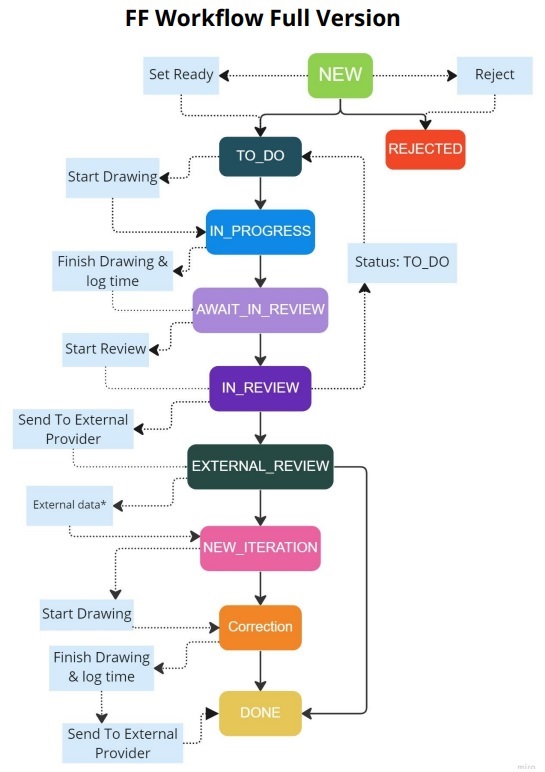 FF Workflow Full Version
Set Ready
NEW
Reject
TO_DO
REJECTED
Start Drawing
IN_PROGRESS
Finish Drawing &
log time
Status: TO_DO
AWAIT_IN_REVIEW
Start Review
IN_REVIEW
Send To External
Provider
EXTERNAL_REVIEW
External data*
NEW_ITERATION
Start Drawing
Correction
Finish Drawing
& log time
DONE
Send To External
Provider
miro